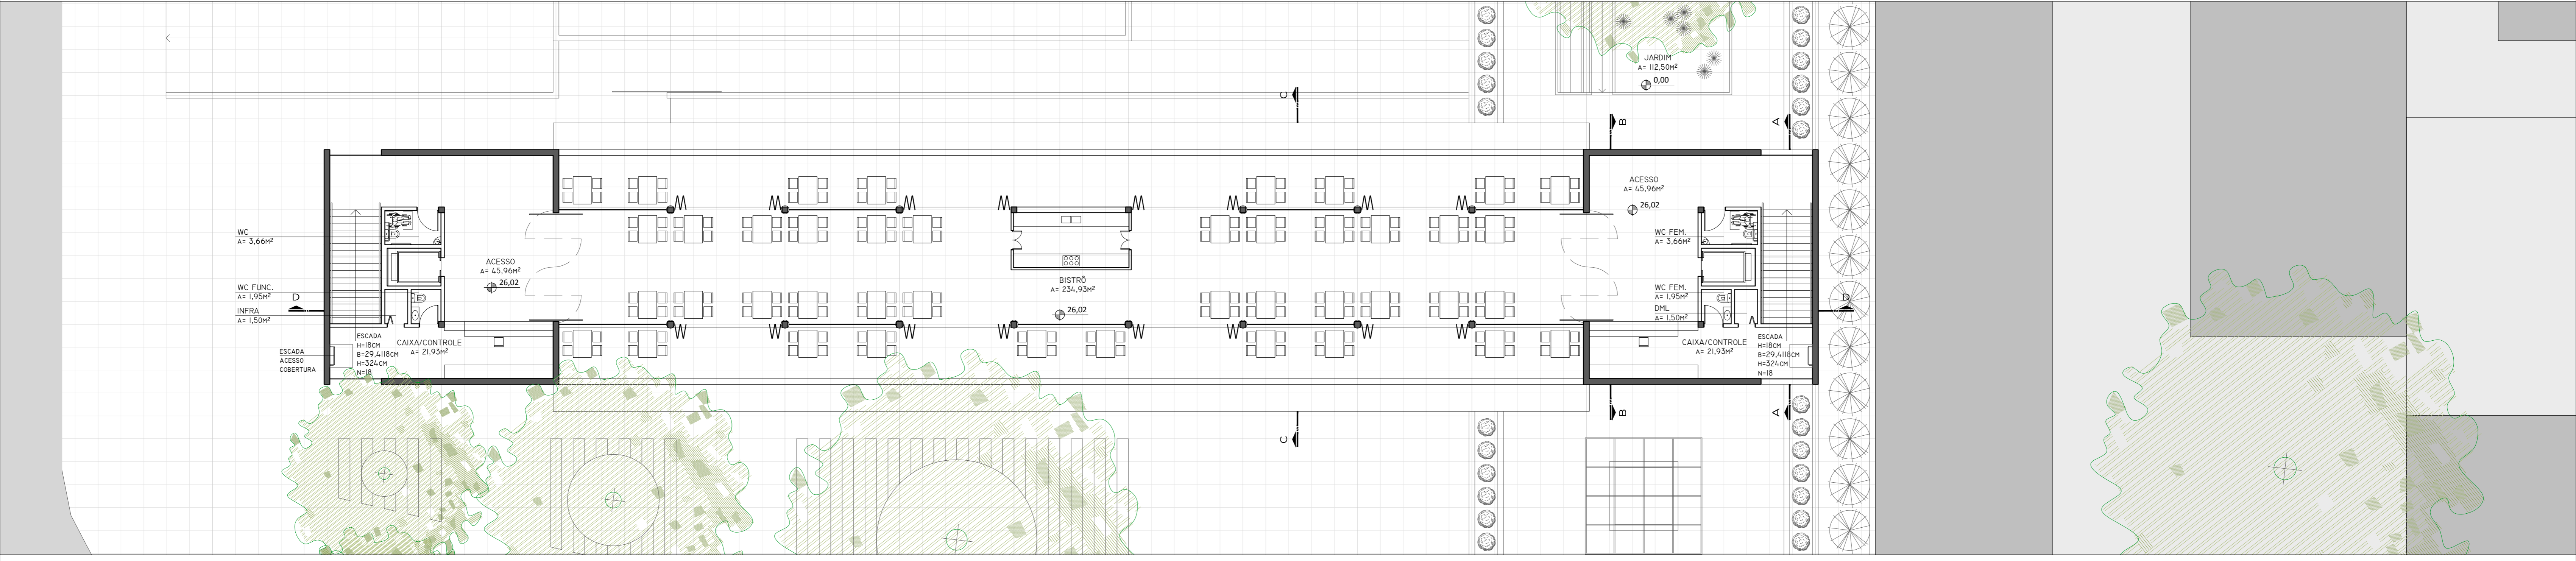 JARDIM
A= 112,50M²
0,00
C
B
A
ACESSO
A= 45,96M²
26,02
WC
A= 3,66M²
WC FUNC.
A= 1,95M²
D
INFRA
A= 1,50M²
ESCADA
ACESSO
COBERTURA
ESCADA
H=18CM
B=29,4118CM
H=324CM
N=18
CAIXA/CONTROLE
A= 21,93M²
ACESSO
A= 45,96M²
26,02
BISTRÔ
A= 234,93M²
26,02
WC FEM.
A= 3,66M²
WC FEM.
A= 1,95M²
DML
A= 1,50M²
D
CAIXA/CONTROLE
A= 21,93M²
ESCADA
H=18CM
B=29,4118CM
H=324CM
N=18
C
B
A